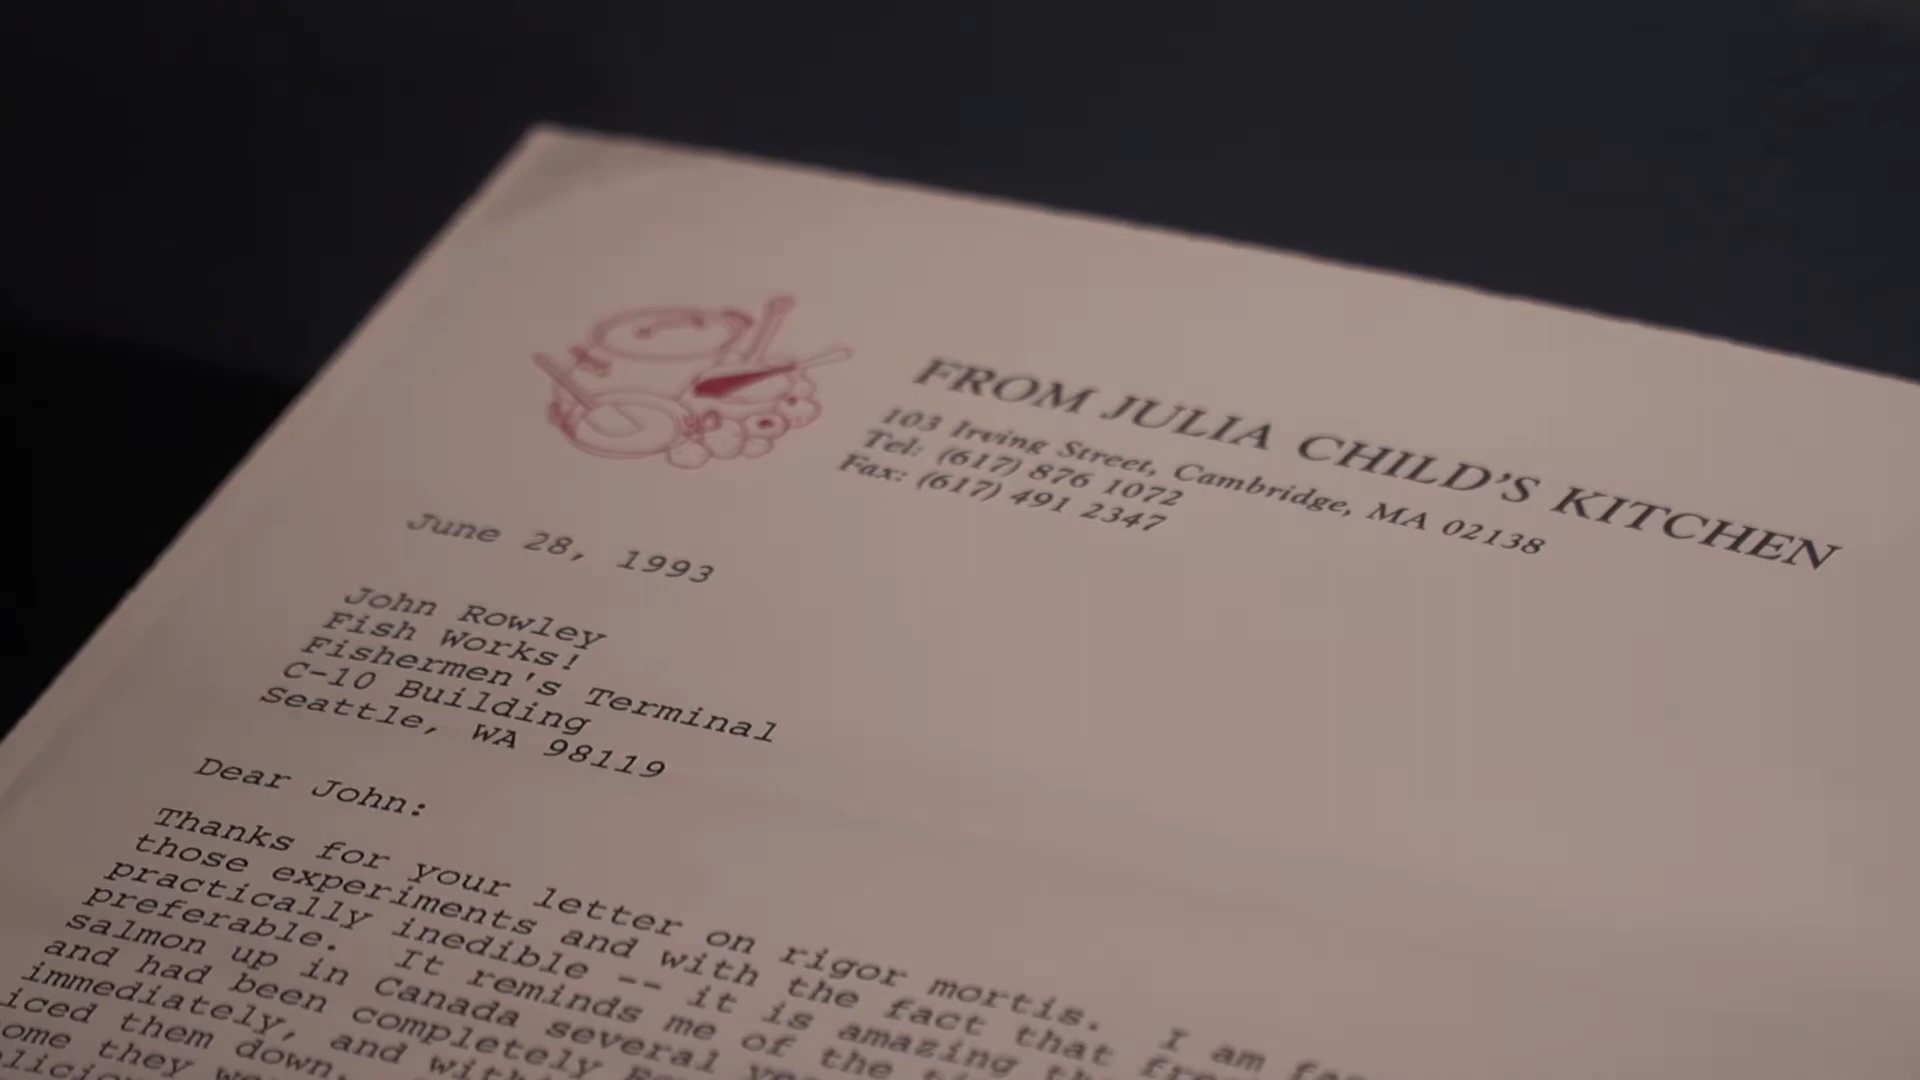 FROM JULIA CHILD'S KITCHEN
103 Irving Street, Cambridge, MA 02138
Tel: (617) 876 1072
Fax: (617) 491 2347
June 28, 1993
John Rowley
Fish Works!
Fishermen's Terminal
C-10 Building
Seattle, WA 98119
Dear John:
Thanks for your letter on rigor mortis. I am
those experiments and with the fact that
practically inedible -- it is amazing
preferable. It reminds me of the
salmon up in Canada several
and had been completely
immediately, and
iced them down.
they